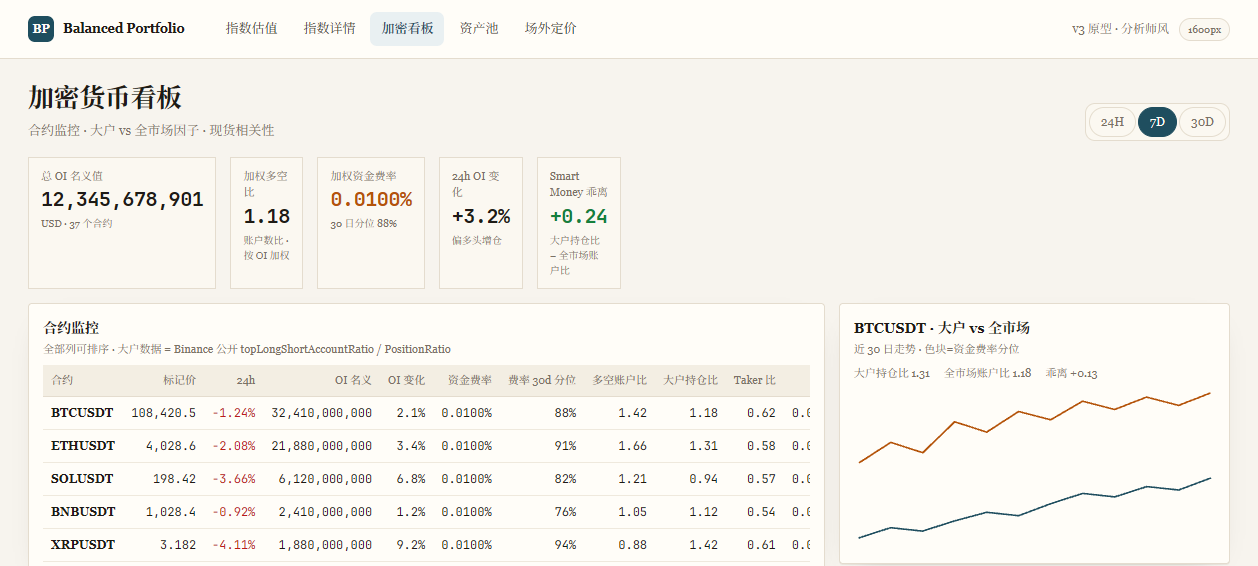 BP Balanced Portfolio 指数估值 指数详情 加密看板 资产池 场外定价 v3 原型 · 分析师风 1600px
加密货币看板
合约监控 · 大户 vs 全市场因子 · 现货相关性
24H 7D 30D
总 OI 名义值
12,345,678,901
USD · 37 个合约
加权多空
比
1.18
账户数比 ·
按 OI 加权
加权资金费率
0.0100%
30 日分位 88%
24h OI 变
化
+3.2%
偏多头增仓
Smart
Money 乖离
+0.24
大户持仓比
− 全市场账
户比
合约监控
全部列可排序 · 大户数据 = Binance 公开 topLongShortAccountRatio / PositionRatio
合约 标记价 24h OI 名义 OI 变化 资金费率 费率 30d 分位 多空账户比 大户持仓比 Taker 比
BTCUSDT 108,420.5 -1.24% 32,410,000,000 2.1% 0.0100% 88% 1.42 1.18 0.62
ETHUSDT 4,028.6 -2.08% 21,880,000,000 3.4% 0.0100% 91% 1.66 1.31 0.58
SOLUSDT 198.42 -3.66% 6,120,000,000 6.8% 0.0100% 82% 1.21 0.94 0.57
BNBUSDT 1,028.4 -0.92% 2,410,000,000 1.2% 0.0100% 76% 1.05 1.12 0.54
XRPUSDT 3.182 -4.11% 1,880,000,000 9.2% 0.0100% 94% 0.88 1.42 0.61
BTCUSDT · 大户 vs 全市场
近 30 日走势 · 色块=资金费率分位
大户持仓比 1.31 全市场账户比 1.18 乖离 +0.13